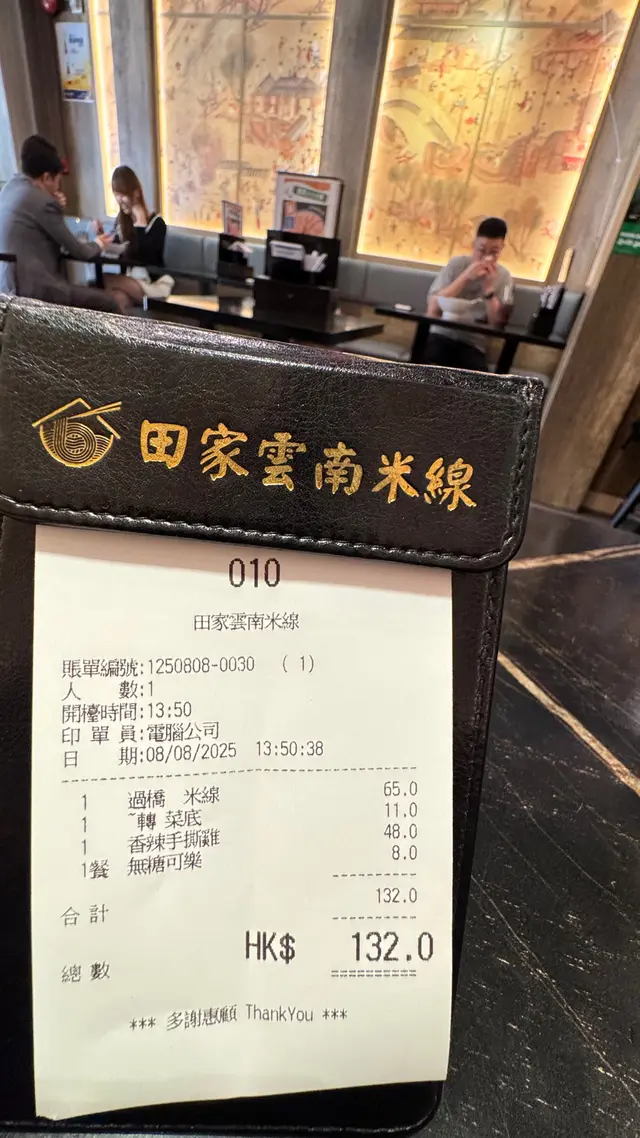 田家雲南米線
010
田家雲南米線
賬單編號:1250808-0030 ( 1)
人 數:1
開檯時間:13:50
印單員:電腦公司
日 期:08/08/2025 13:50:38
1 過橋 米線 65.0
1 ~轉 菜底 11.0
1 香辣手撕雞 48.0
1餐 無糖可樂 8.0
合計 132.0
總數 HK$ 132.0
*** 多謝惠顧 ThankYou ***